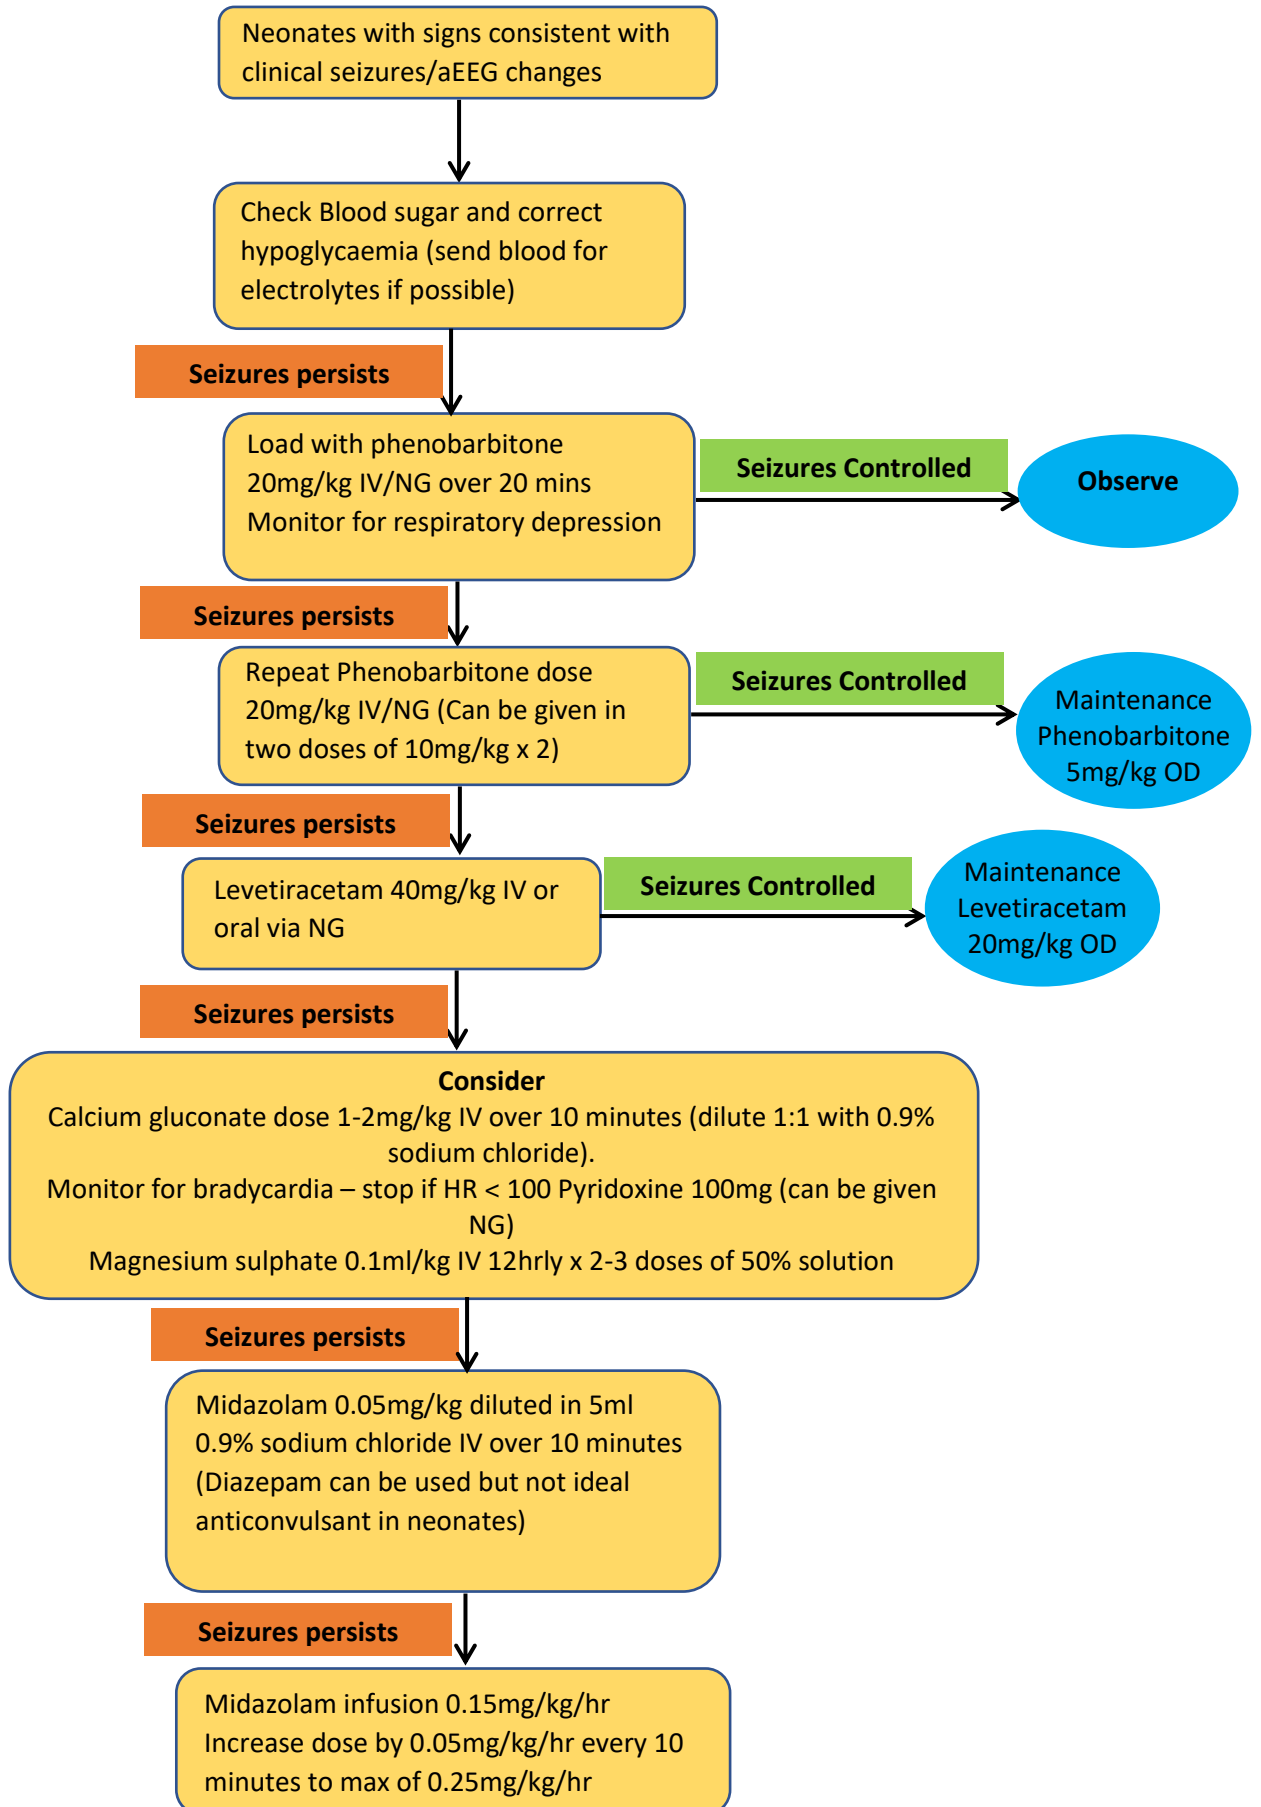 Neonates with signs consistent with
clinical seizures/aEEG changes
Check Blood sugar and correct
hypoglycaemia (send blood for
electrolytes if possible)
Seizures persists
Load with phenobarbitone
20mg/kg IV/NG over 20 mins
Monitor for respiratory depression
Seizures Controlled
Observe
Seizures persists
Repeat Phenobarbitone dose
20mg/kg IV/NG (Can be given in
two doses of 10mg/kg x 2)
Seizures Controlled
Maintenance
Phenobarbitone
5mg/kg OD
Seizures persists
Levetiracetam 40mg/kg IV or
oral via NG
Seizures Controlled
Maintenance
Levetiracetam
20mg/kg OD
Seizures persists
Consider
Calcium gluconate dose 1-2mg/kg IV over 10 minutes (dilute 1:1 with 0.9%
sodium chloride).
Monitor for bradycardia – stop if HR < 100 Pyridoxine 100mg (can be given
NG)
Magnesium sulphate 0.1ml/kg IV 12hrly x 2-3 doses of 50% solution
Seizures persists
Midazolam 0.05mg/kg diluted in 5ml
0.9% sodium chloride IV over 10 minutes
(Diazepam can be used but not ideal
anticonvulsant in neonates)
Seizures persists
Midazolam infusion 0.15mg/kg/hr
Increase dose by 0.05mg/kg/hr every 10
minutes to max of 0.25mg/kg/hr